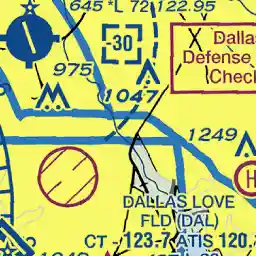 645 *L 72 122.95
-30
Dallas
Defense
Check
975
1047
1249
H
DALLAS LOVE
FLD (DAL)
CT - 123.7 ATIS 120.